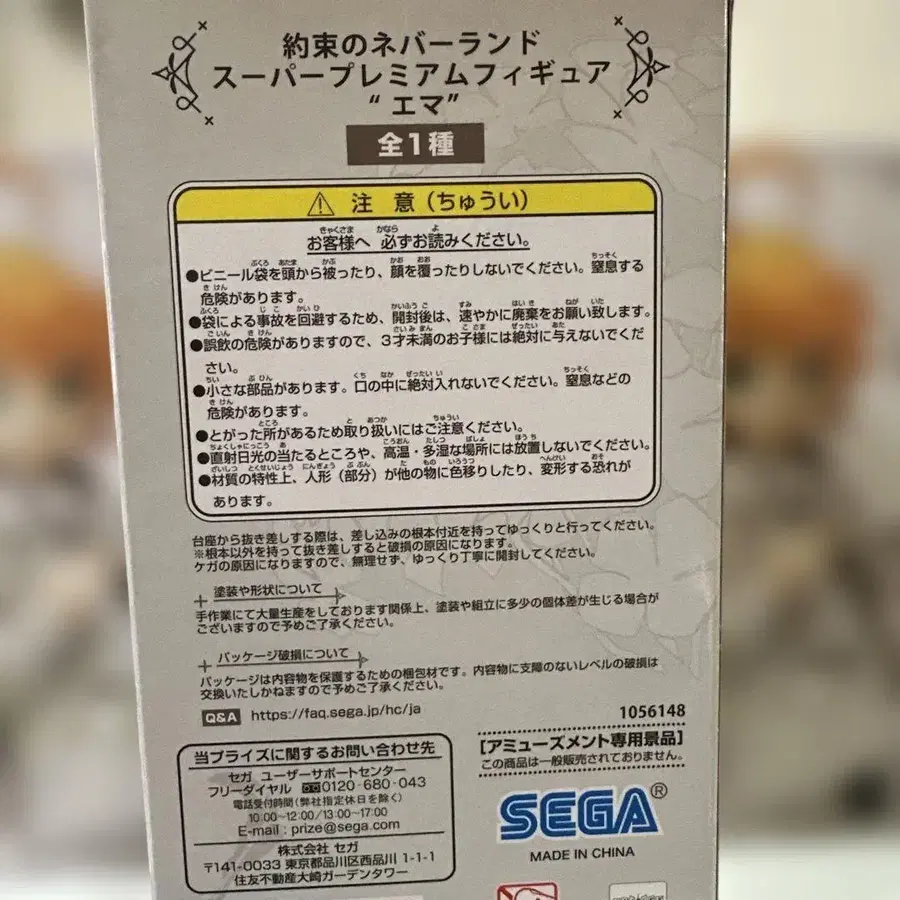 約束のネバーランド
スーパープレミアムフィギュア
“エマ”
全1種
⚠ 注 意(ちゅうい)
お客様へ 必ずお読みください。
●ビニール袋を頭から被ったり、顔を覆ったりしないでください。窒息する
危険があります。
●袋による事故を回避するため、開封後は、速やかに廃棄をお願い致します。
●誤飲の危険がありますので、3才未満のお子様には絶対に与えないでくだ
さい。
●小さな部品があります。口の中に絶対入れないでください。窒息などの
危険があります。
●とがった所があるため取り扱いにはご注意ください。
●直射日光の当たるところや、高温・多湿な場所には放置しないでください。
●材質の特性上、人形(部分)が他の物に色移りしたり、変形する恐れが
あります。
台座から抜き差しする際は、差し込みの根本付近を持ってゆっくりと行ってください。
※根本以外を持って抜き差しすると破損の原因になります。
ケガの原因になりますので、無理せず、ゆっくり丁寧に開封してください。
塗装や形状について
手作業にて大量生産をしております関係上、塗装や組立に多少の個体差が生じる場合が
ございますので予めご了承ください。
パッケージ破損について
パッケージは内容物を保護するための梱包材です。内容物に支障のないレベルの破損は
交換いたしかねますので予めご了承ください。
Q&A https://faq.sega.jp/hc/ja
1056148
当プライズに関するお問い合わせ先
セガ ユーザーサポートセンター
フリーダイヤル 0120-680-043
電話受付時間(弊社指定休日を除く)
10:00~12:00/13:00~17:00
E-mail : prize@sega.com
株式会社 セガ
〒141-0033 東京都品川区西品川 1-1-1
住友不動産大崎ガーデンタワー
[アミューズメント専用景品]
この商品は一般販売されておりません。
SEGA®
MADE IN CHINA